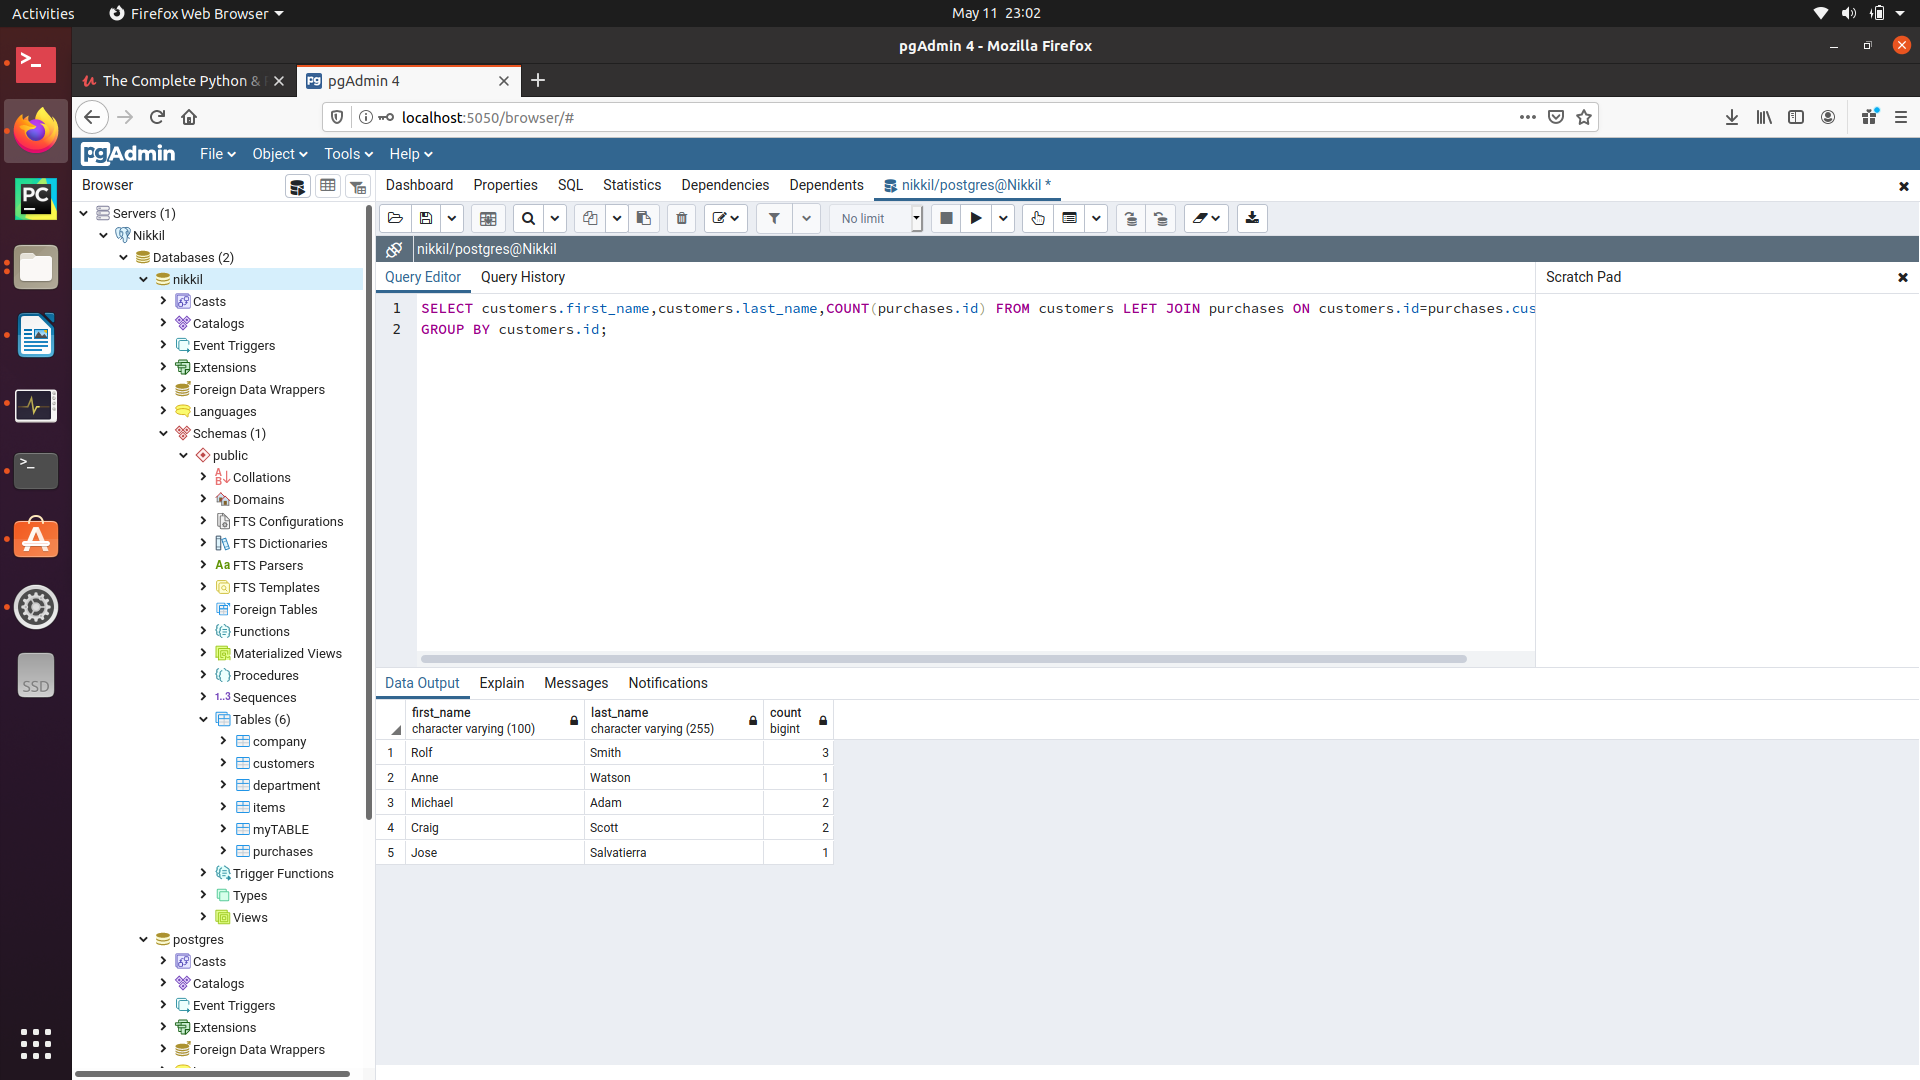 Activities
Firefox Web Browser
May 11 23:02
pgAdmin 4 - Mozilla Firefox
The Complete Python &
pgAdmin 4
localhost:5050/browser/#
pgAdmin
File
Object
Tools
Help
Browser
Dashboard
Properties
SQL
Statistics
Dependencies
Dependents
nikkil/postgres@Nikkil *
No limit
nikkil/postgres@Nikkil
Query Editor
Query History
Scratch Pad
1 SELECT customers.first_name,customers.last_name,COUNT(purchases.id) FROM customers LEFT JOIN purchases ON customers.id=purchases.cus
2 GROUP BY customers.id;
Servers (1)
Nikkil
Databases (2)
nikkil
Casts
Catalogs
Event Triggers
Extensions
Foreign Data Wrappers
Languages
Schemas (1)
public
Collations
Domains
FTS Configurations
FTS Dictionaries
Aa FTS Parsers
FTS Templates
Foreign Tables
Functions
Materialized Views
Procedures
1..3 Sequences
Tables (6)
company
customers
department
items
myTABLE
purchases
Trigger Functions
Types
Views
postgres
Casts
Catalogs
Event Triggers
Extensions
Foreign Data Wrappers
Data Output
Explain
Messages
Notifications
first_name
character varying (100)
last_name
character varying (255)
count
bigint
1 Rolf Smith 3
2 Anne Watson 1
3 Michael Adam 2
4 Craig Scott 2
5 Jose Salvatierra 1
PC
SSD